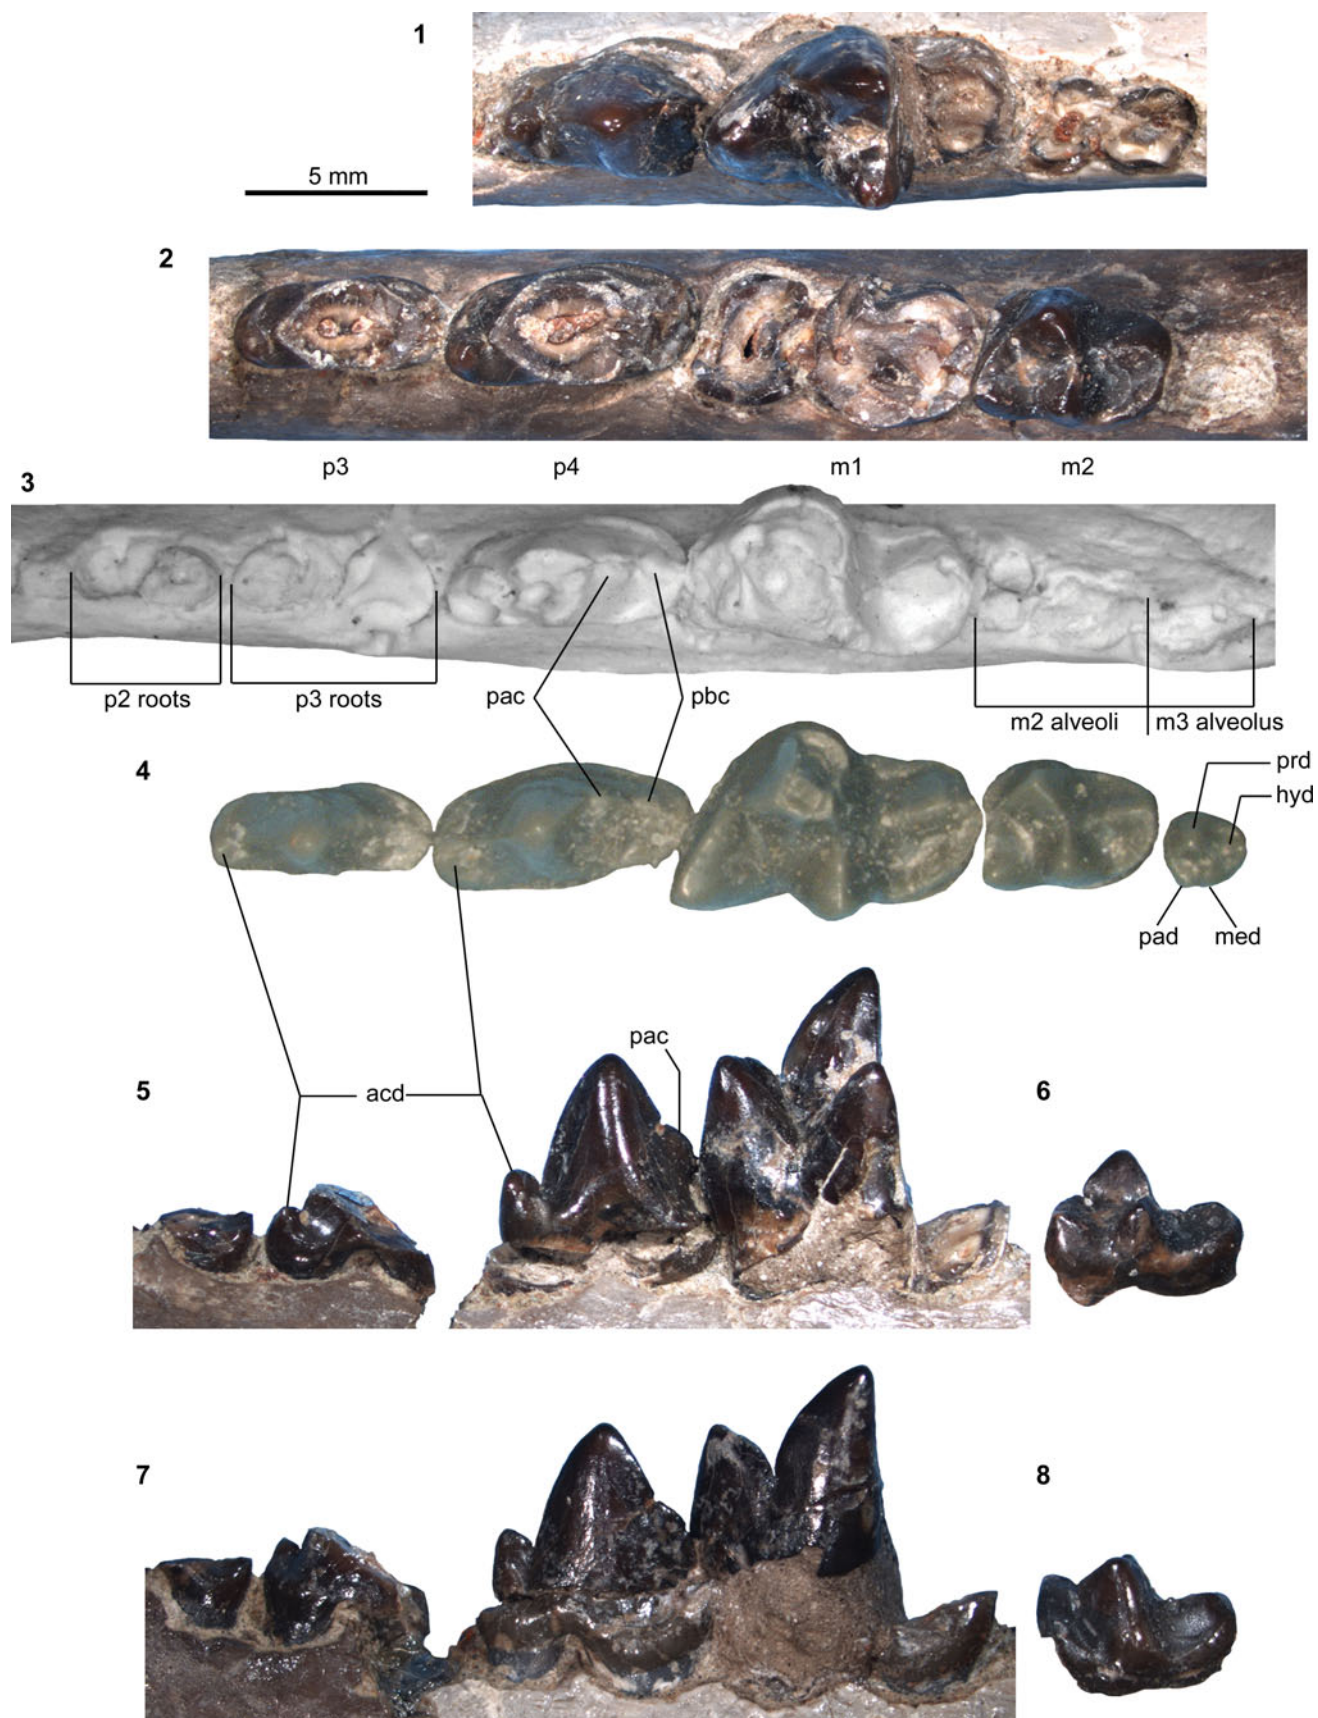 1
5 mm
2
p3 p4 m1 m2
3
p2 roots p3 roots pac pbc m2 alveoli m3 alveolus
4
prd
hyd
pad med
pac
5 acd 6
7 8